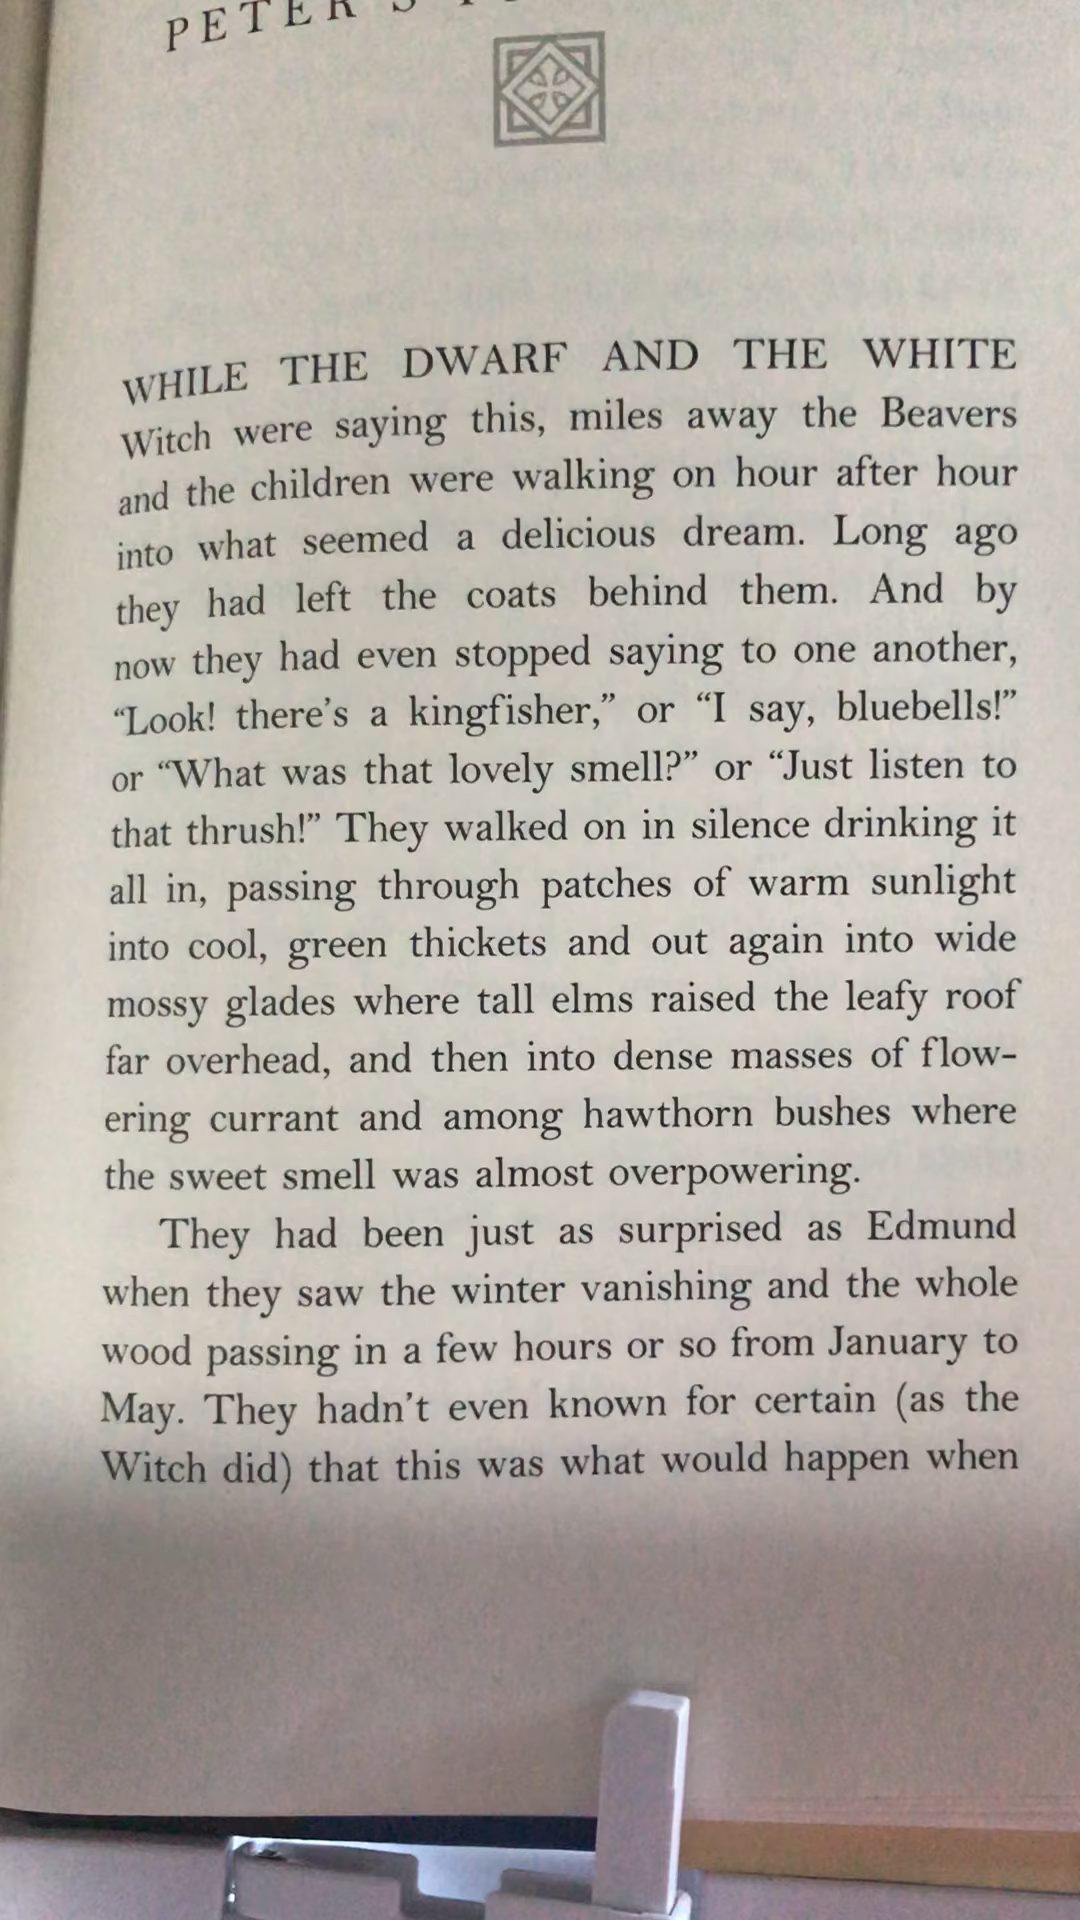 PETER'S
WHILE THE DWARF AND THE WHITE
Witch were saying this, miles away the Beavers
and the children were walking on hour after hour
into what seemed a delicious dream. Long ago
they had left the coats behind them. And by
now they had even stopped saying to one another,
“Look! there’s a kingfisher,” or “I say, bluebells!”
or “What was that lovely smell?” or “Just listen to
that thrush!” They walked on in silence drinking it
all in, passing through patches of warm sunlight
into cool, green thickets and out again into wide
mossy glades where tall elms raised the leafy roof
far overhead, and then into dense masses of flow-
ering currant and among hawthorn bushes where
the sweet smell was almost overpowering.
They had been just as surprised as Edmund
when they saw the winter vanishing and the whole
wood passing in a few hours or so from January to
May. They hadn’t even known for certain (as the
Witch did) that this was what would happen when